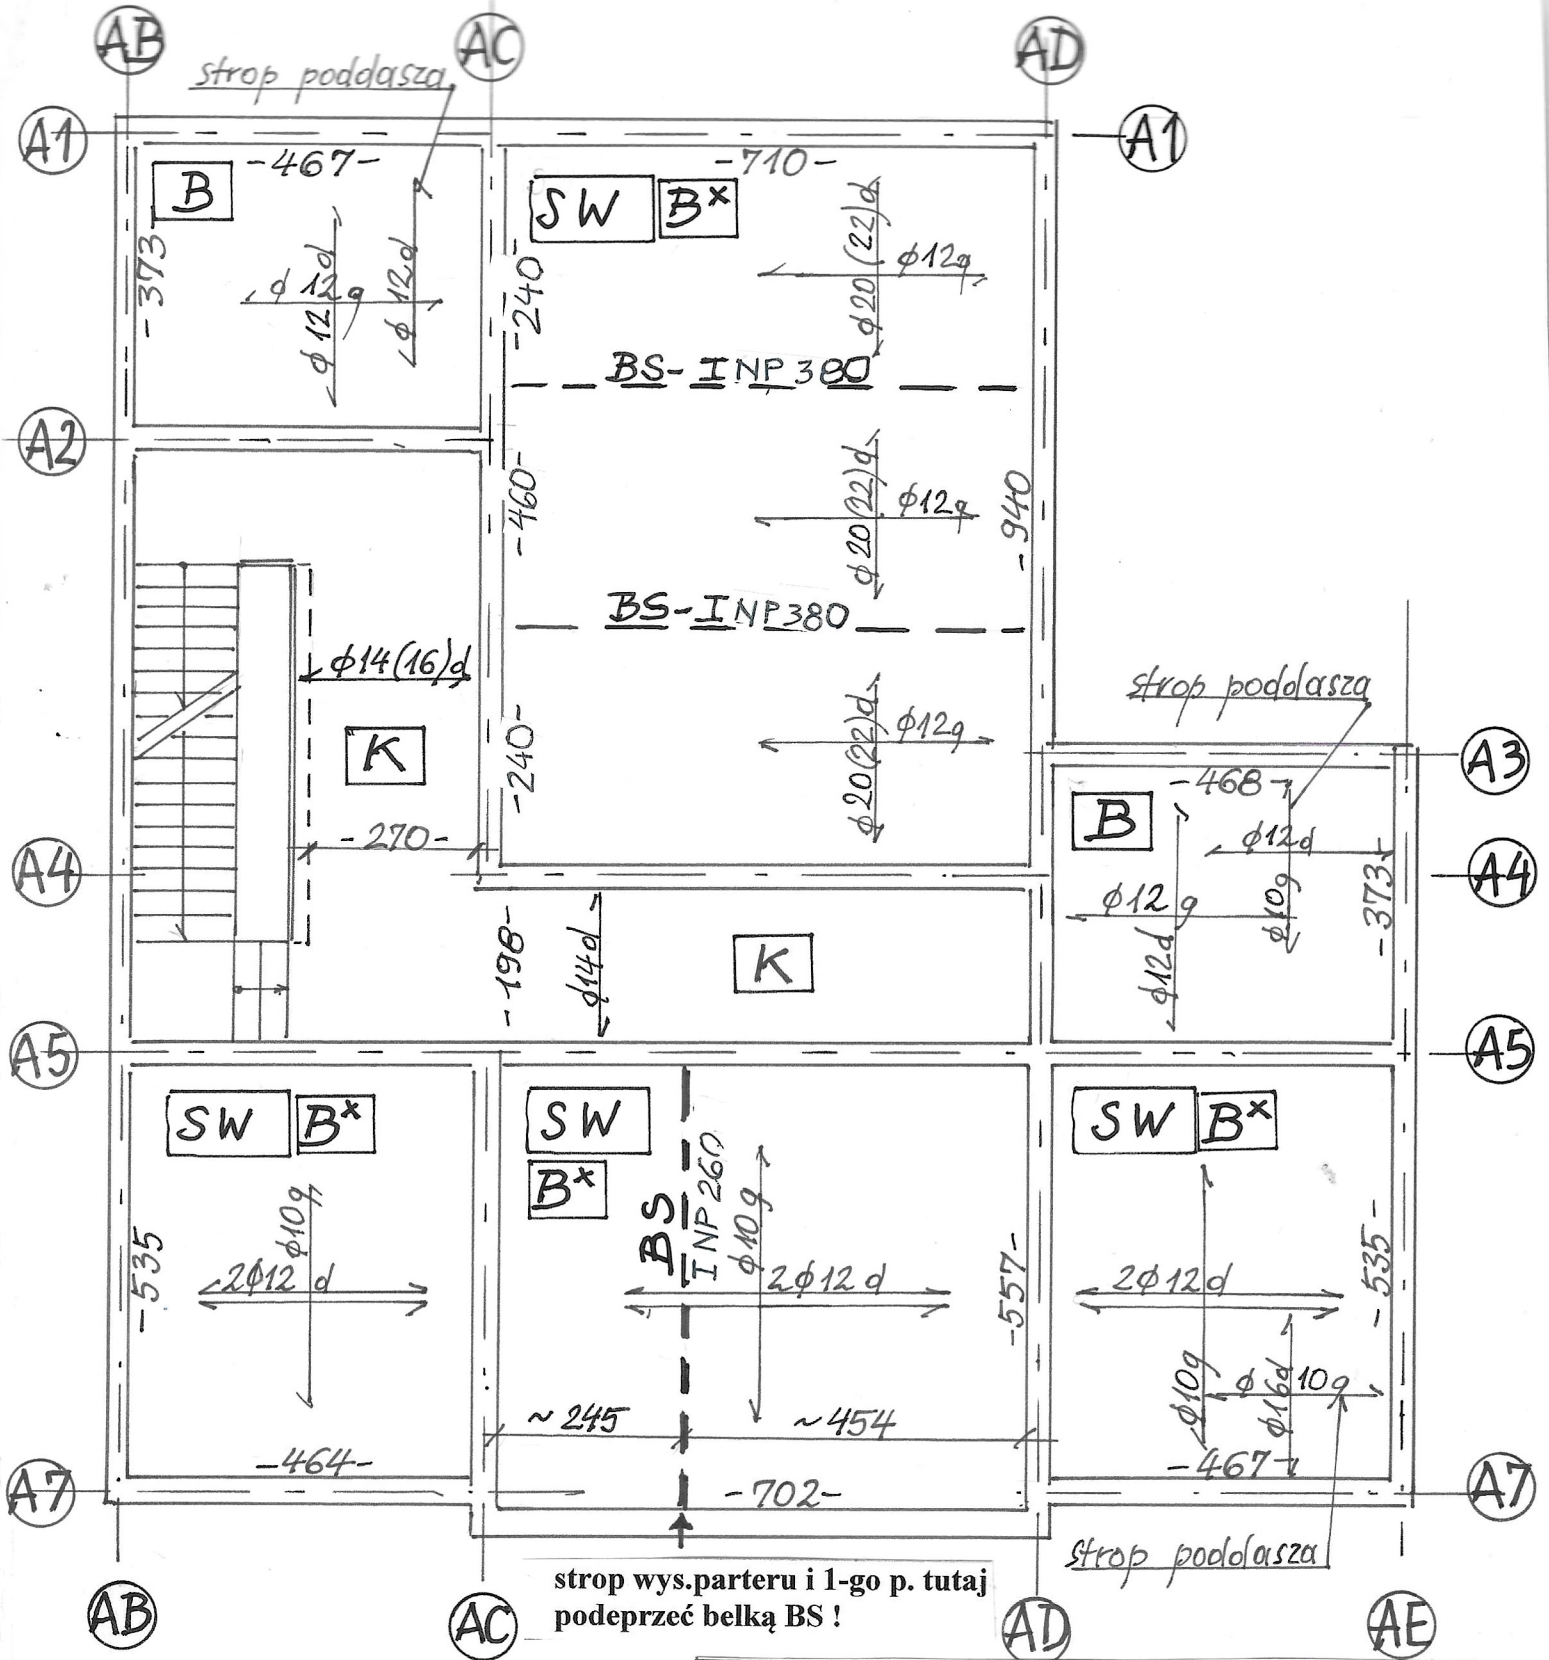 AB
AC
AD
strop poddasza
A1
A1
-467-
-710-
B
SW
B×
-373-
ϕ12g
ϕ12d
ϕ12d
-240-
ϕ20(22)d
ϕ12g
BS-INP380
A2
-460-
ϕ20(22)d
ϕ12g
-940
BS-INP380
ϕ14(16)d
K
-240-
ϕ20(22)d
ϕ12g
strop poddasza
A3
-468-
B
ϕ12d
-270-
A4
A4
ϕ12g
ϕ10g
-373-
ϕ12d
-198-
ϕ14d
K
A5
A5
SW
B×
SW
B×
SW
B×
-535
ϕ10g
2ϕ12d
BS
INP260
ϕ10g
2ϕ12d
-557-
2ϕ12d
-535-
ϕ10g
ϕ16d
10g
~245
~454
-464-
-702-
-467-
A7
A7
strop poddasza
strop wys.parteru i 1-go p. tutaj
podeprzeć belką BS !
AB
AC
AD
AE